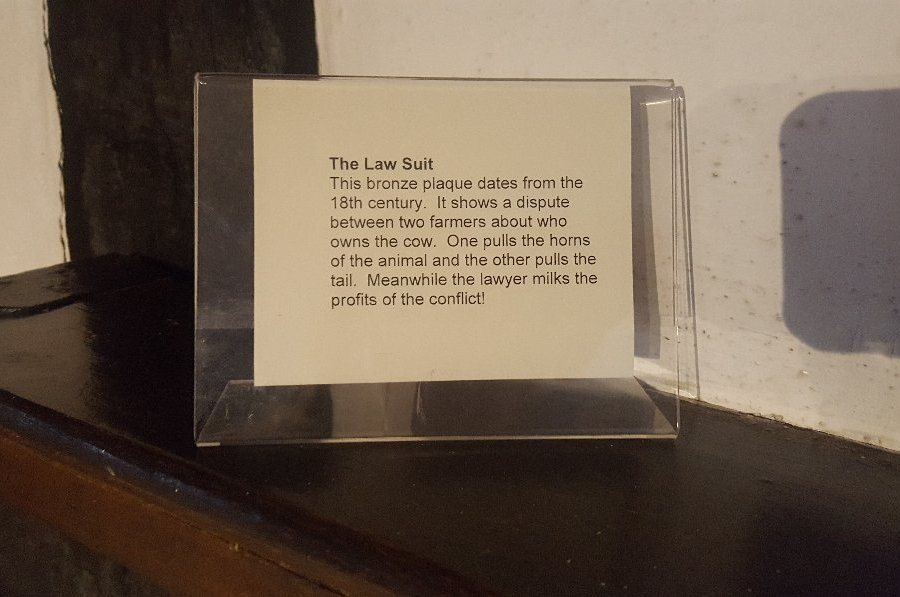 The Law Suit
This bronze plaque dates from the
18th century.  It shows a dispute
between two farmers about who
owns the cow.  One pulls the horns
of the animal and the other pulls the
tail.  Meanwhile the lawyer milks the
profits of the conflict!